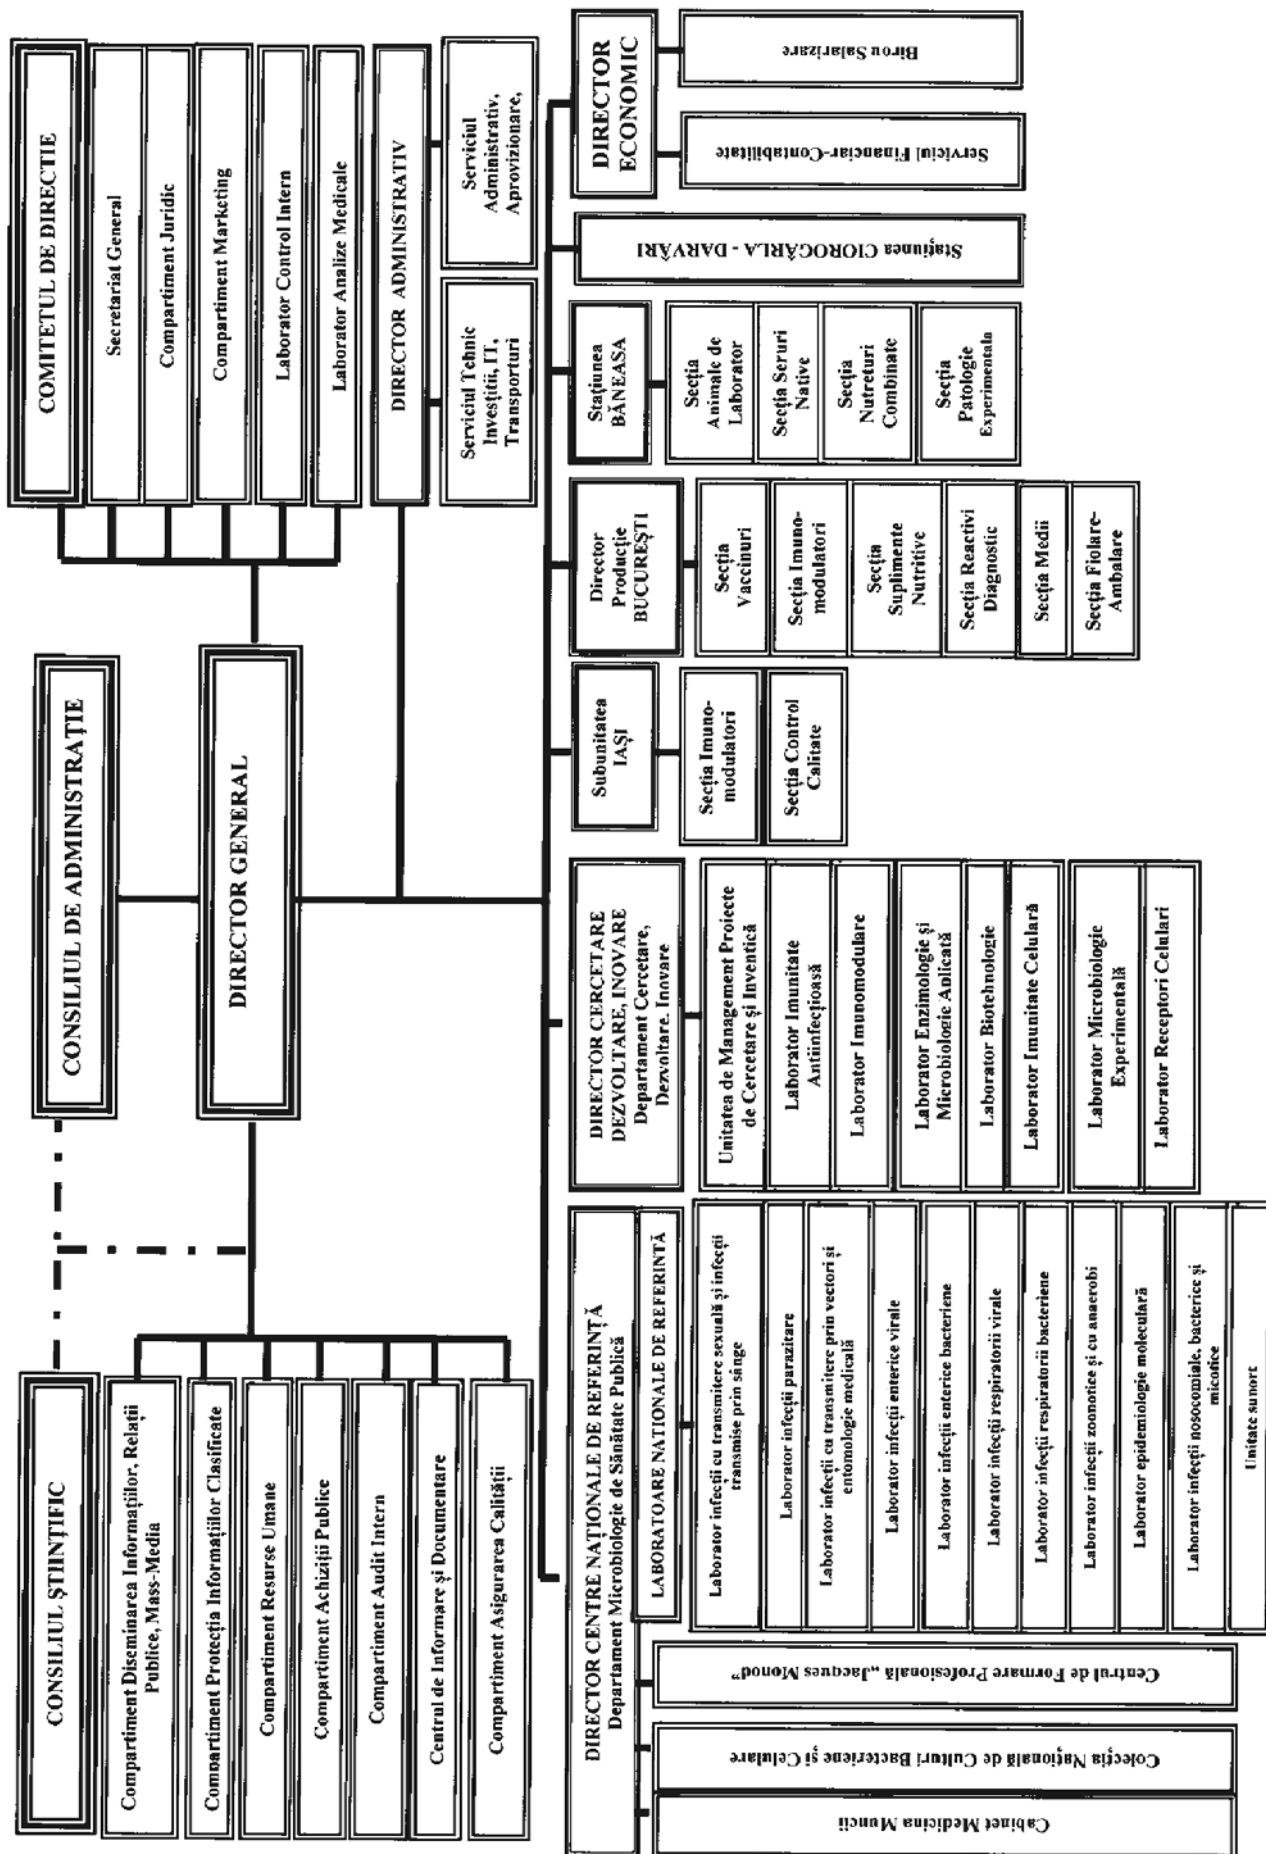 CONSILIUL ȘTIINȚIFIC
Compartiment Diseminarea Informațiilor, Relații
Publice, Mass-Media
Compartiment Protecția Informațiilor Clasificate
Compartiment Resurse Umane
Compartiment Achiziții Publice
Compartiment Audit Intern
Centrul de Informare și Documentare
Compartiment Asigurarea Calității
CONSILIUL DE ADMINISTRAȚIE
DIRECTOR GENERAL
COMITETUL DE DIRECTIE
Secretariat General
Compartiment Juridic
Compartiment Marketing
Laborator Control Intern
Laborator Analize Medicale
DIRECTOR ADMINISTRATIV
Serviciul Tehnic
Investitii, IT,
Transporturi
Serviciul
Administrativ,
Aprovizionare,
DIRECTOR CENTRE NAȚIONALE DE REFERINȚĂ
Departament Microbiologie de Sănătate Publică
Cabinet Medicina Muncii
Colecția Națională de Culturi Bacteriene și Celulare
Centrul de Formare Profesională „Jacques Monod”
LABORATOARE NATIONALE DE REFERINTĂ
Laborator infecții cu transmitere sexuală și infecții
transmise prin sânge
Laborator infecții parazitare
Laborator infecții cu transmitere prin vectori și
entomologie medicală
Laborator infecții enterice virale
Laborator infecții enterice bacteriene
Laborator infecții respiratorii virale
Laborator infecții respiratorii bacteriene
Laborator infecții zoonotice și cu anaerobi
Laborator epidemiologie moleculară
Laborator infecții nosocomiale, bacterice și
micofice
Unitate suport
DIRECTOR CERCETARE
DEZVOLTARE, INOVARE
Departament Cercetare,
Dezvoltare, Inovare
Unitatea de Management Proiecte
de Cercetare și Inventică
Laborator Imunitate
Antiinfecțioasă
Laborator Imunomodulare
Laborator Enzimologie și
Microbiologie Aplicată
Laborator Biotehnologie
Laborator Imunitate Celulară
Laborator Microbiologie
Experimentală
Laborator Receptori Celulari
Subunitatea
IAȘI
Secția Imuno-
modulatori
Secția Control
Calitate
Director
Producție
BUCUREȘTI
Secția
Vaccinuri
Secția Imuno-
modulatori
Secția
Suplimente
Nutritive
Secția Reactivi
Diagnostic
Secția Medii
Secția Fiolare-
Ambalare
Stațiunea
BĂNEASA
Secția
Animale de
Laborator
Secția Seruri
Native
Secția
Nutreturi
Combinate
Secția
Patologie
Experimentala
Stațiunea CIOROGÂRLA - DARVĂRI
DIRECTOR
ECONOMIC
Serviciul Financiar-Contabilitate
Birou Salarizare